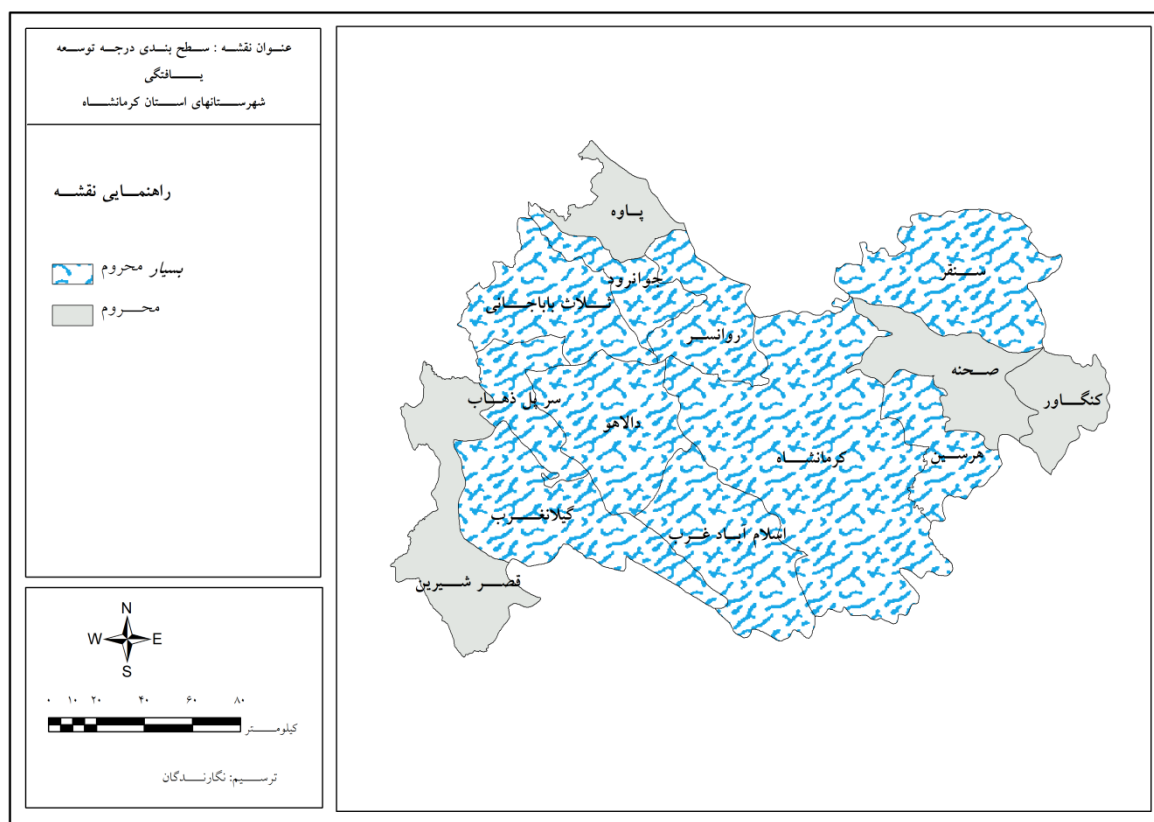 عنوان نقشه : سطح بندی درجه توسعه
یافتگی
شهرستانهای استان کرمانشاه
راهنمایی نقشه
بسیار محروم
محروم
N
W E
S
۰ ۱۰ ۲۰ ۴۰ ۶۰ ۸۰
کیلومتر
ترسیم: نگارندگان
پاوه
سنقر
جوانرود
ثلاث باباجانی
روانسر
صحنه
کنگاور
سر پل ذهاب
دالاهو
کرمانشاه
هرسین
گیلانغرب
اسلام آباد غرب
قصر شیرین